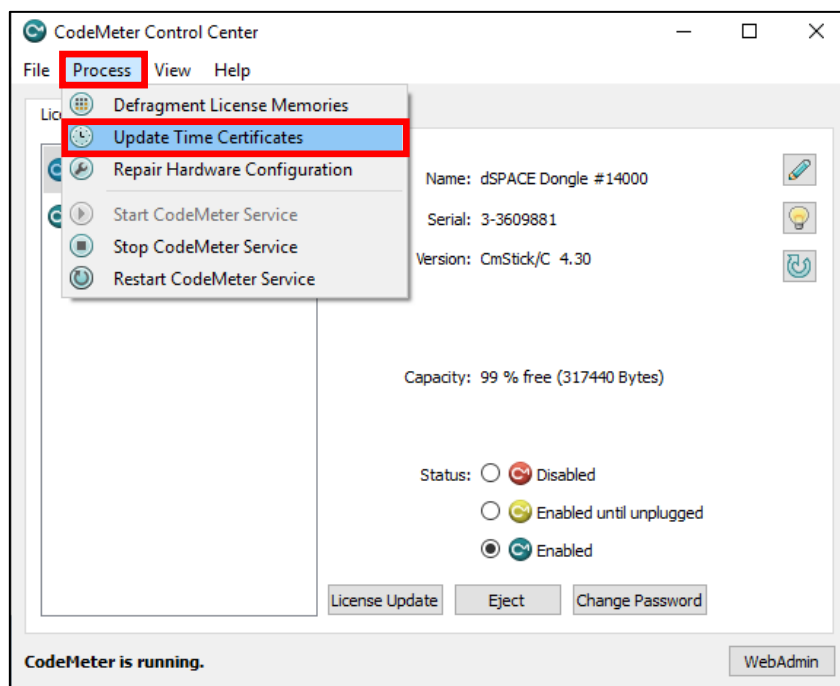 CodeMeter Control Center
File Process View Help
Defragment License Memories
Update Time Certificates
Repair Hardware Configuration
Start CodeMeter Service
Stop CodeMeter Service
Restart CodeMeter Service
Name: dSPACE Dongle #14000
Serial: 3-3609881
Version: CmStick/C 4.30
Capacity: 99 % free (317440 Bytes)
Status: Disabled
Enabled until unplugged
Enabled
License Update Eject Change Password
CodeMeter is running. WebAdmin